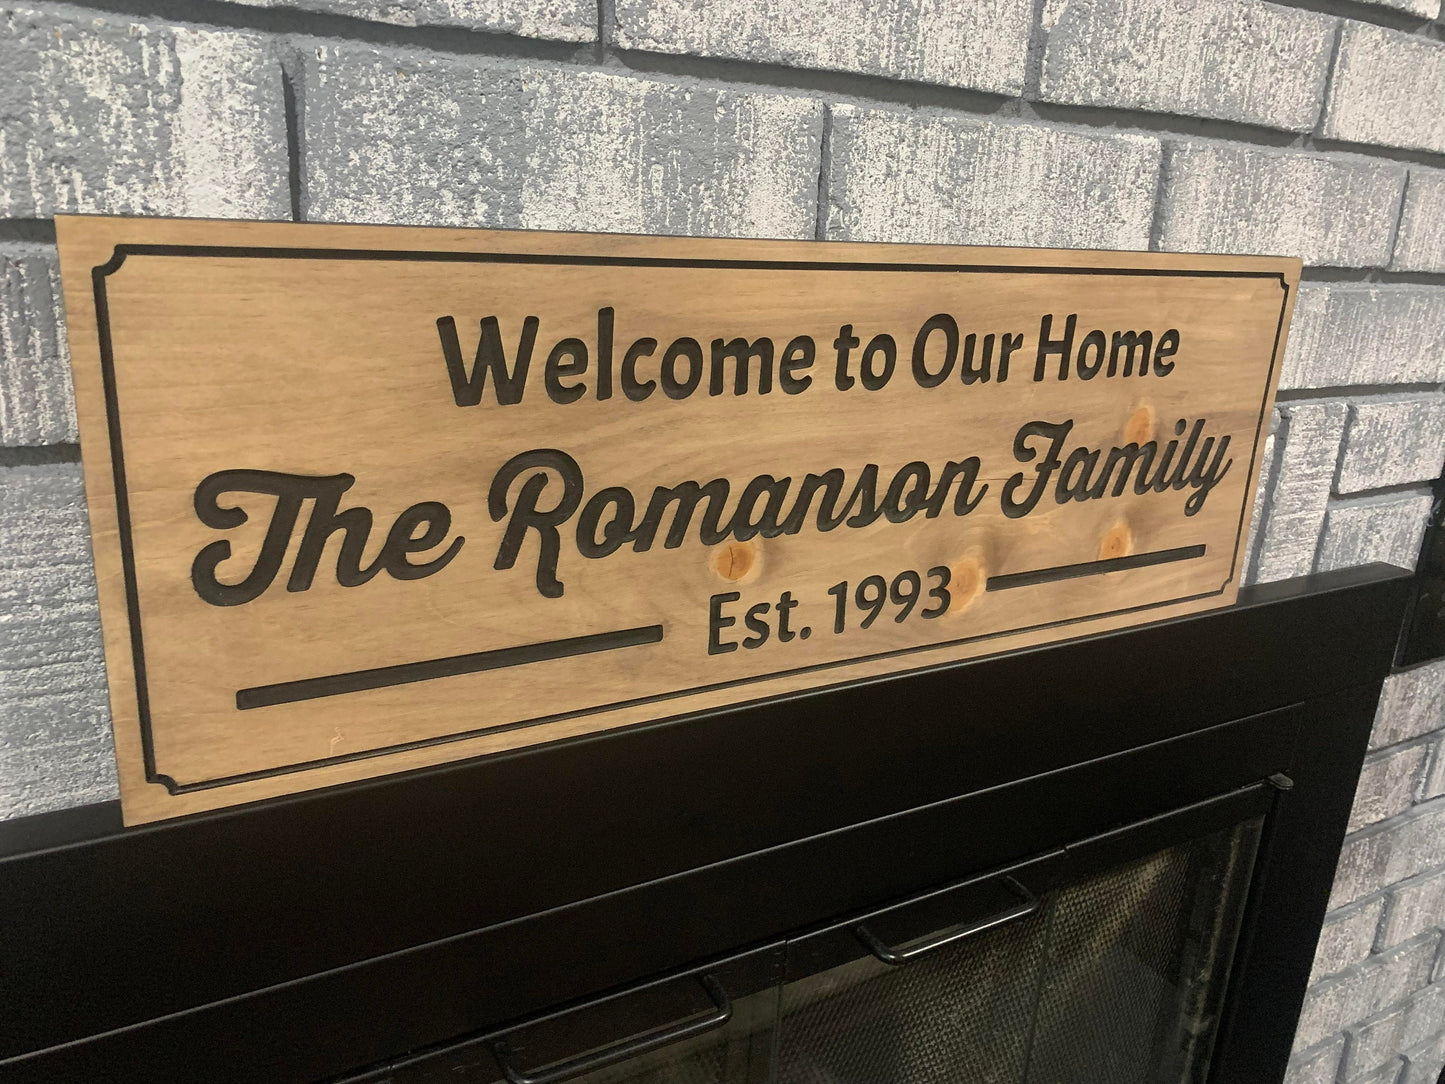 Welcome to Our Home
The Romanson Family
Est. 1993